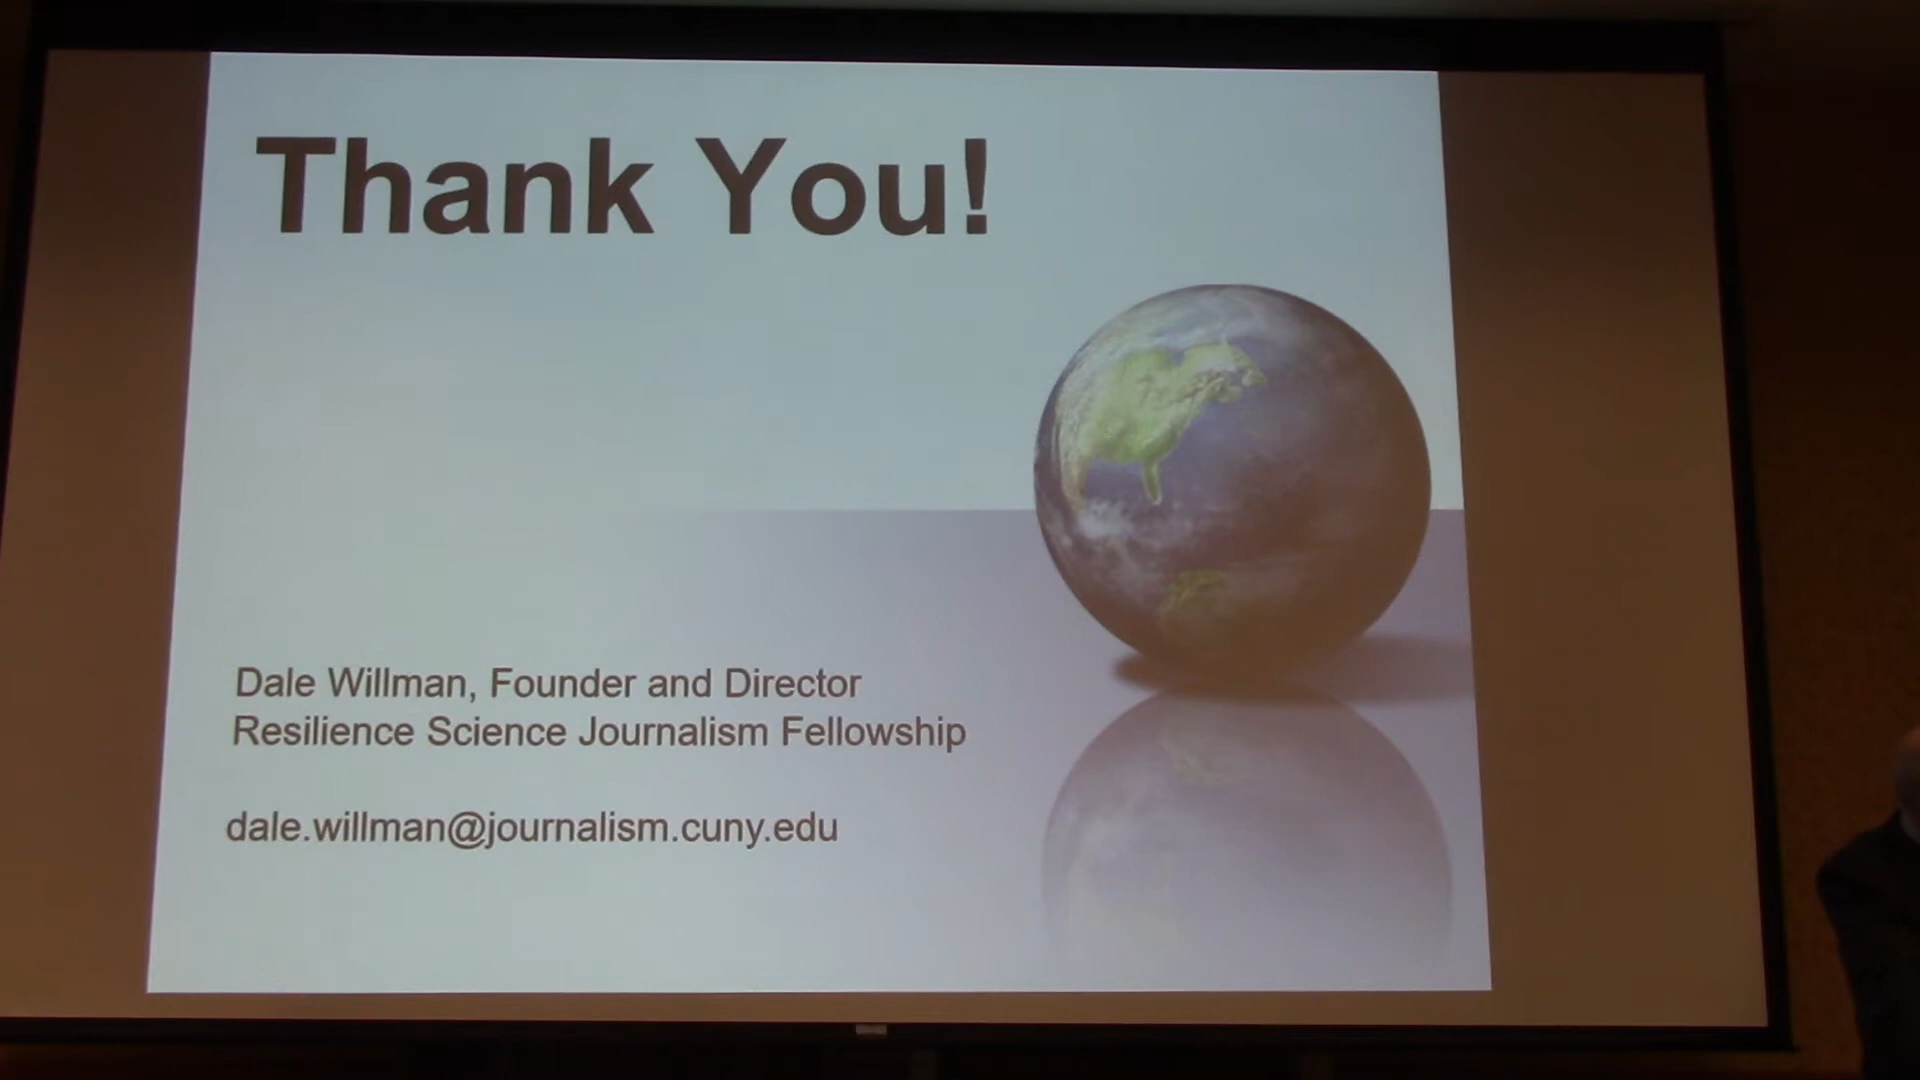 Thank You!
Dale Willman, Founder and Director
Resilience Science Journalism Fellowship
dale.willman@journalism.cuny.edu